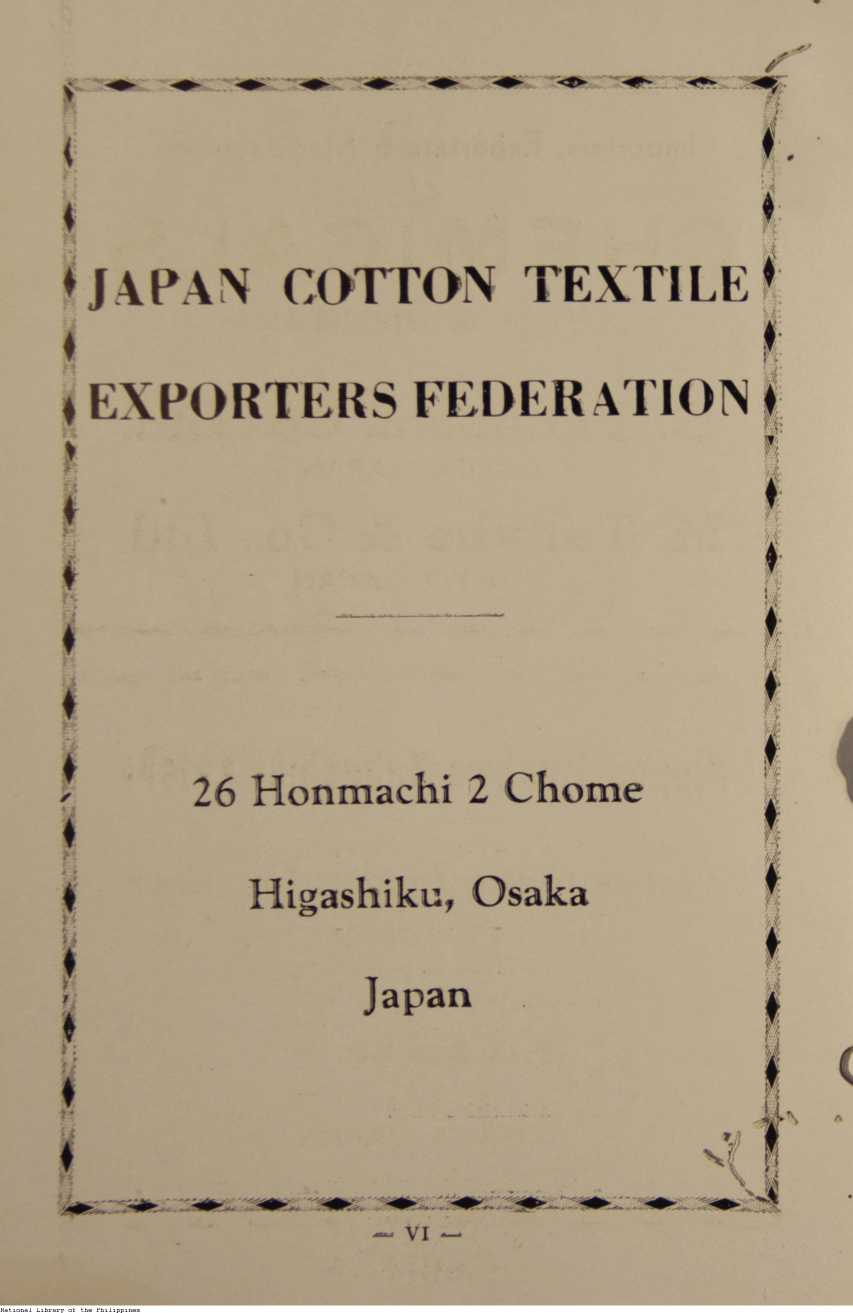 JAPAN COTTON TEXTILE
EXPORTERS FEDERATION
26 Honmachi 2 Chome
Higashiku, Osaka
Japan
— VI —
National Library of the Philippines